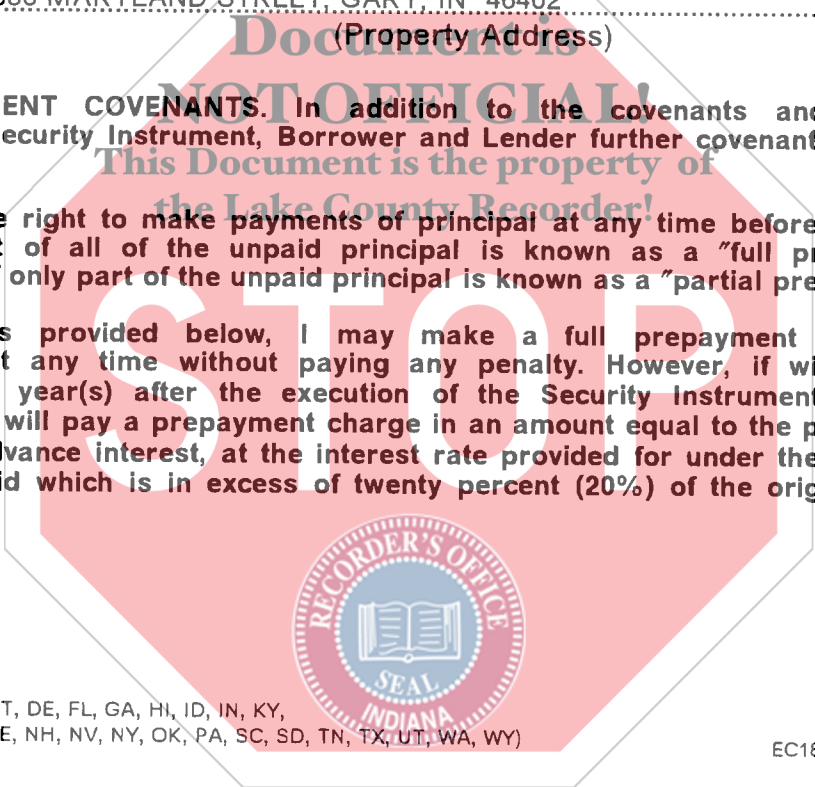 MARYLAND STREET, GARY, IN 46402
(Property Address)
Document is
NOT OFFICIAL!
This Document is the property of
the Lake County Recorder!
ENT COVENANTS. In addition to the covenants and
ecurity Instrument, Borrower and Lender further covenant
e right to make payments of principal at any time before
t of all of the unpaid principal is known as a "full pr
only part of the unpaid principal is known as a "partial pre
s provided below, I may make a full prepayment
t any time without paying any penalty. However, if wi
year(s) after the execution of the Security Instrument
will pay a prepayment charge in an amount equal to the p
vance interest, at the interest rate provided for under the
id which is in excess of twenty percent (20%) of the orig
STOP
RECORDER'S OFFICE
SEAL
INDIANA
T, DE, FL, GA, HI, ID, IN, KY,
E, NH, NV, NY, OK, PA, SC, SD, TN, TX, UT, WA, WY)
EC18